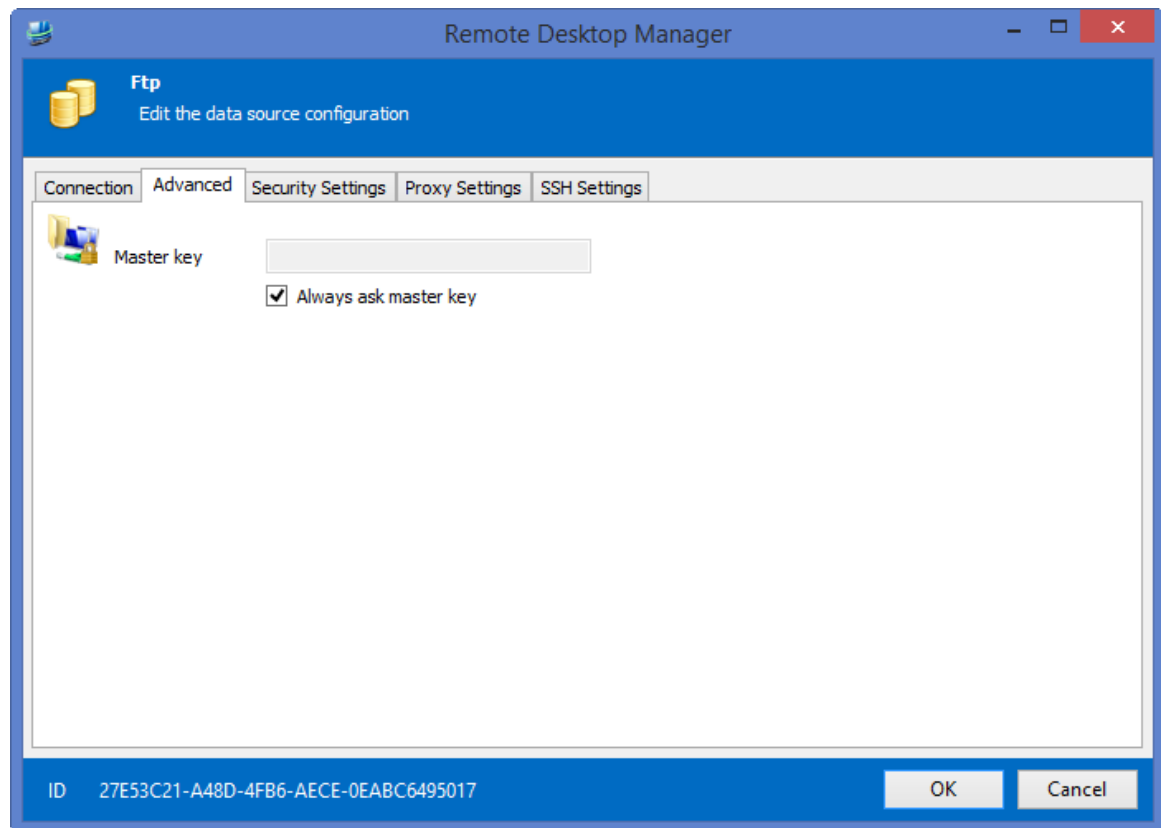 Remote Desktop Manager
Ftp
Edit the data source configuration
Connection Advanced Security Settings Proxy Settings SSH Settings
Master key
Always ask master key
ID 27E53C21-A48D-4FB6-AECE-0EABC6495017 OK Cancel